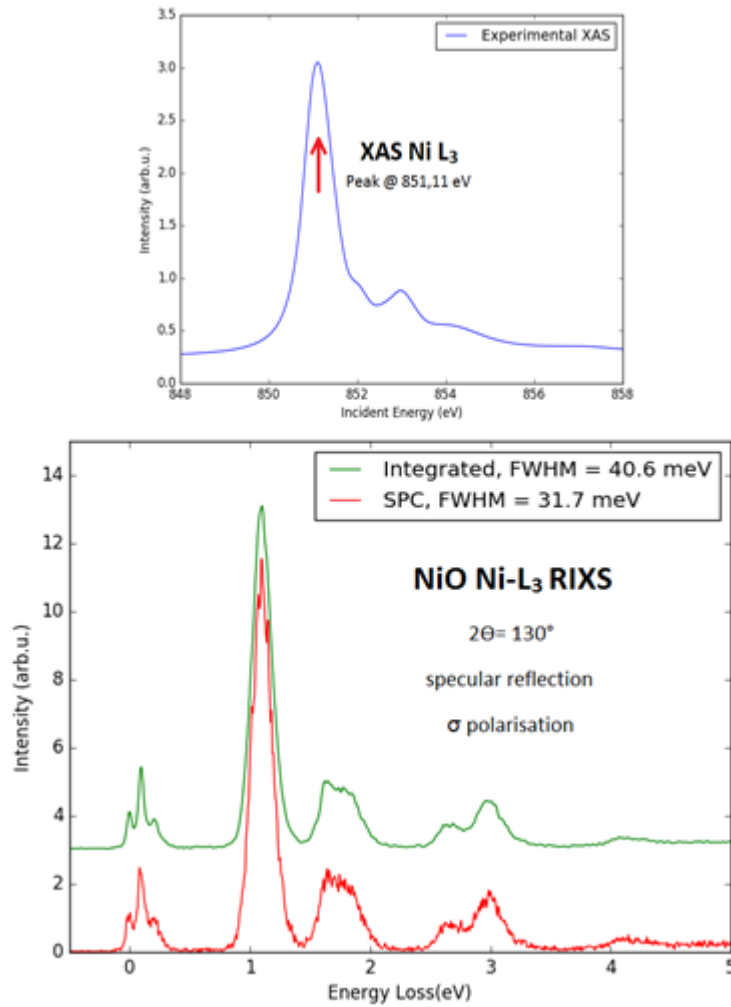 3.5
Experimental XAS
3.0
2.5
XAS Ni L₃
Peak @ 851,11 eV
2.0
1.5
1.0
0.5
0.0
848 850 852 854 856 858
Intensity (arb.u.)
Incident Energy (eV)
14
Integrated, FWHM = 40.6 meV
SPC, FWHM = 31.7 meV
12
NiO Ni-L₃ RIXS
10
2Θ= 130°
8
specular reflection
σ polarisation
6
4
2
0
0 1 2 3 4 5
Intensity (arb.u.)
Energy Loss(eV)